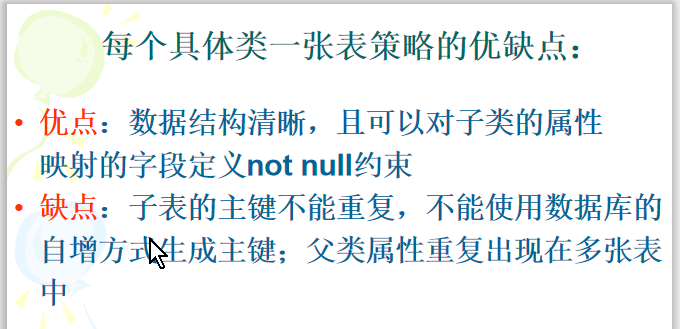 每个具体类一张表策略的优缺点：
• 优点：数据结构清晰，且可以对子类的属性
映射的字段定义not null约束
• 缺点：子表的主键不能重复，不能使用数据库的
自增方式生成主键；父类属性重复出现在多张表
中